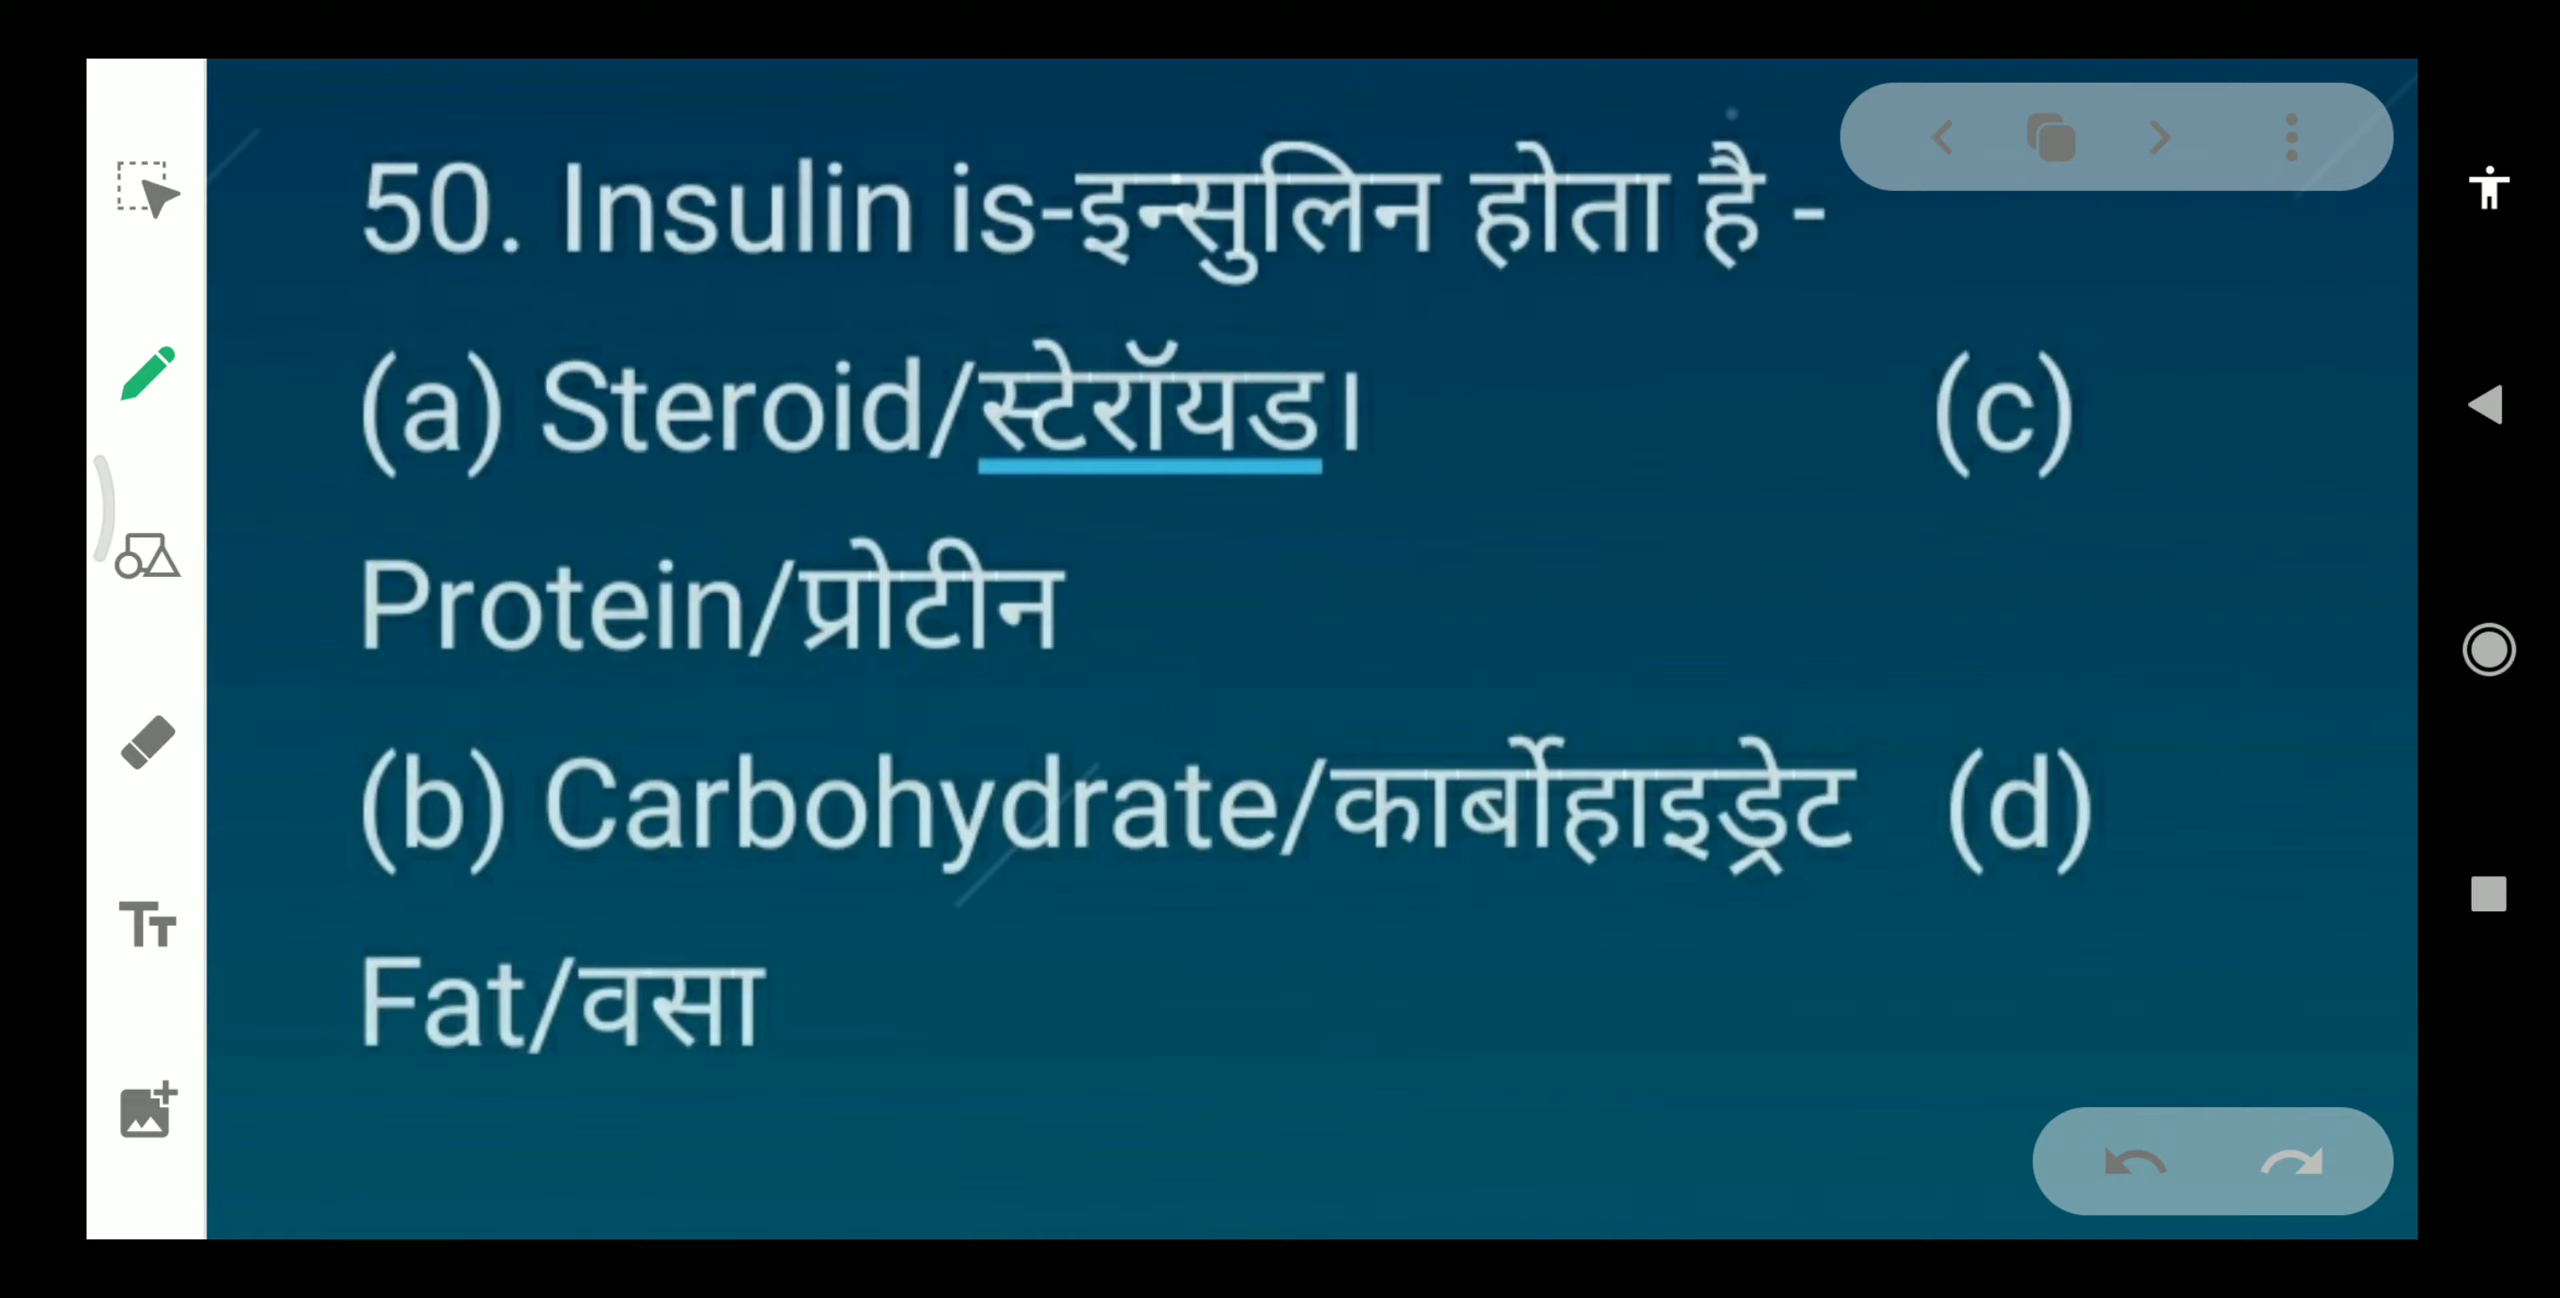 50. Insulin is-इन्सुलिन होता है -
(a) Steroid/स्टेरॉयड। (c)
Protein/प्रोटीन
(b) Carbohydrate/कार्बोहाइड्रेट (d)
Fat/वसा